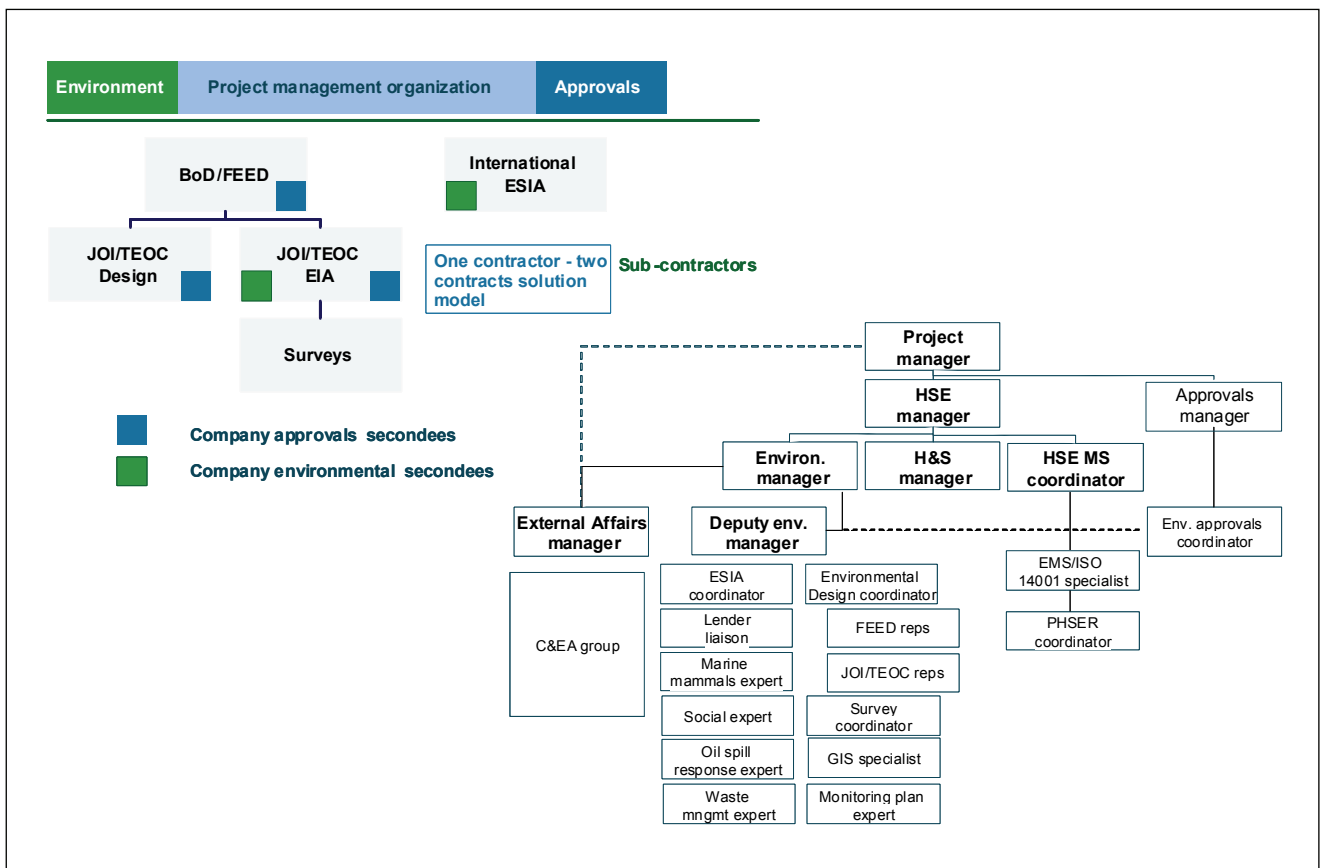 Environment
Project management organization
Approvals
BoD/FEED
International
ESIA
JOI/TEOC
Design
JOI/TEOC
EIA
One contractor - two
contracts solution
model
Sub-contractors
Surveys
Company approvals secondees
Company environmental secondees
Project
manager
HSE
manager
Approvals
manager
Environ.
manager
H&S
manager
HSE MS
coordinator
External Affairs
manager
Deputy env.
manager
Env. approvals
coordinator
C&EA group
ESIA
coordinator
Lender
liaison
Marine
mammals expert
Social expert
Oil spill
response expert
Waste
mngmt expert
Environmental
Design coordinator
FEED reps
JOI/TEOC reps
Survey
coordinator
GIS specialist
Monitoring plan
expert
EMS/ISO
14001 specialist
PHSER
coordinator